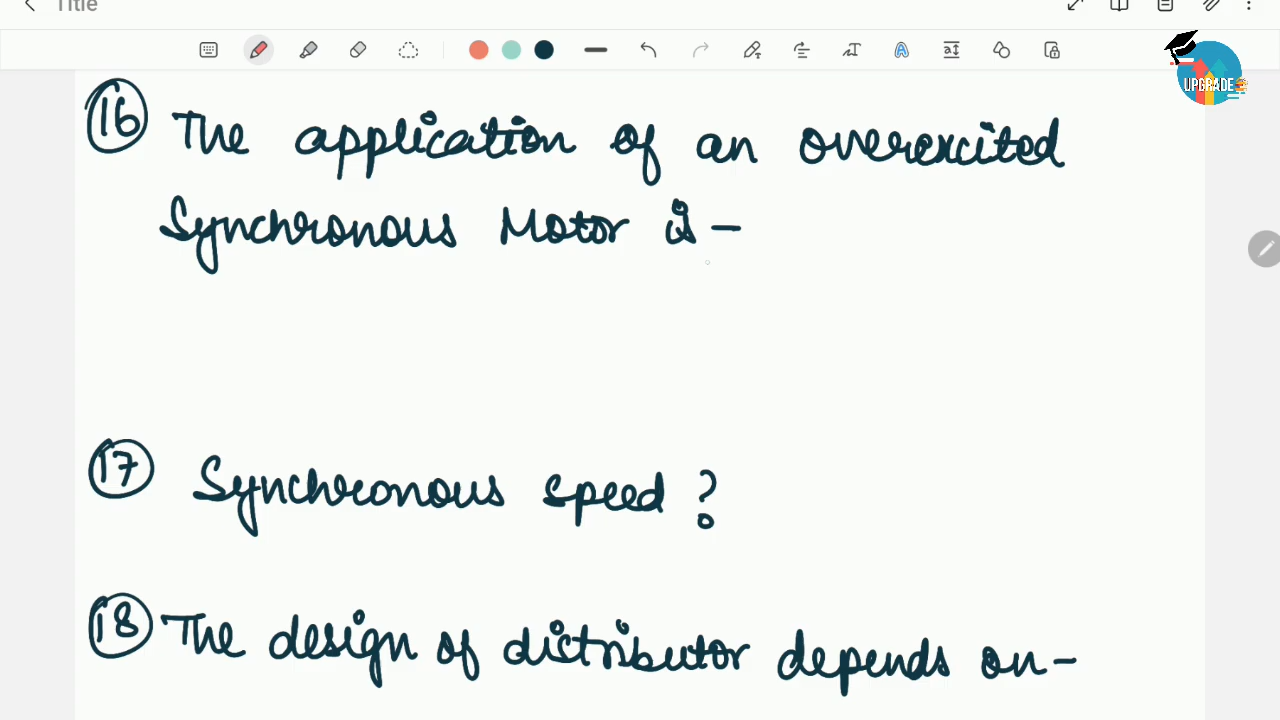 Title
UPGRADE
16 The application of an overexcited
Synchronous Motor is -
17 Synchronous speed ?
18 The design of distributor depends on -